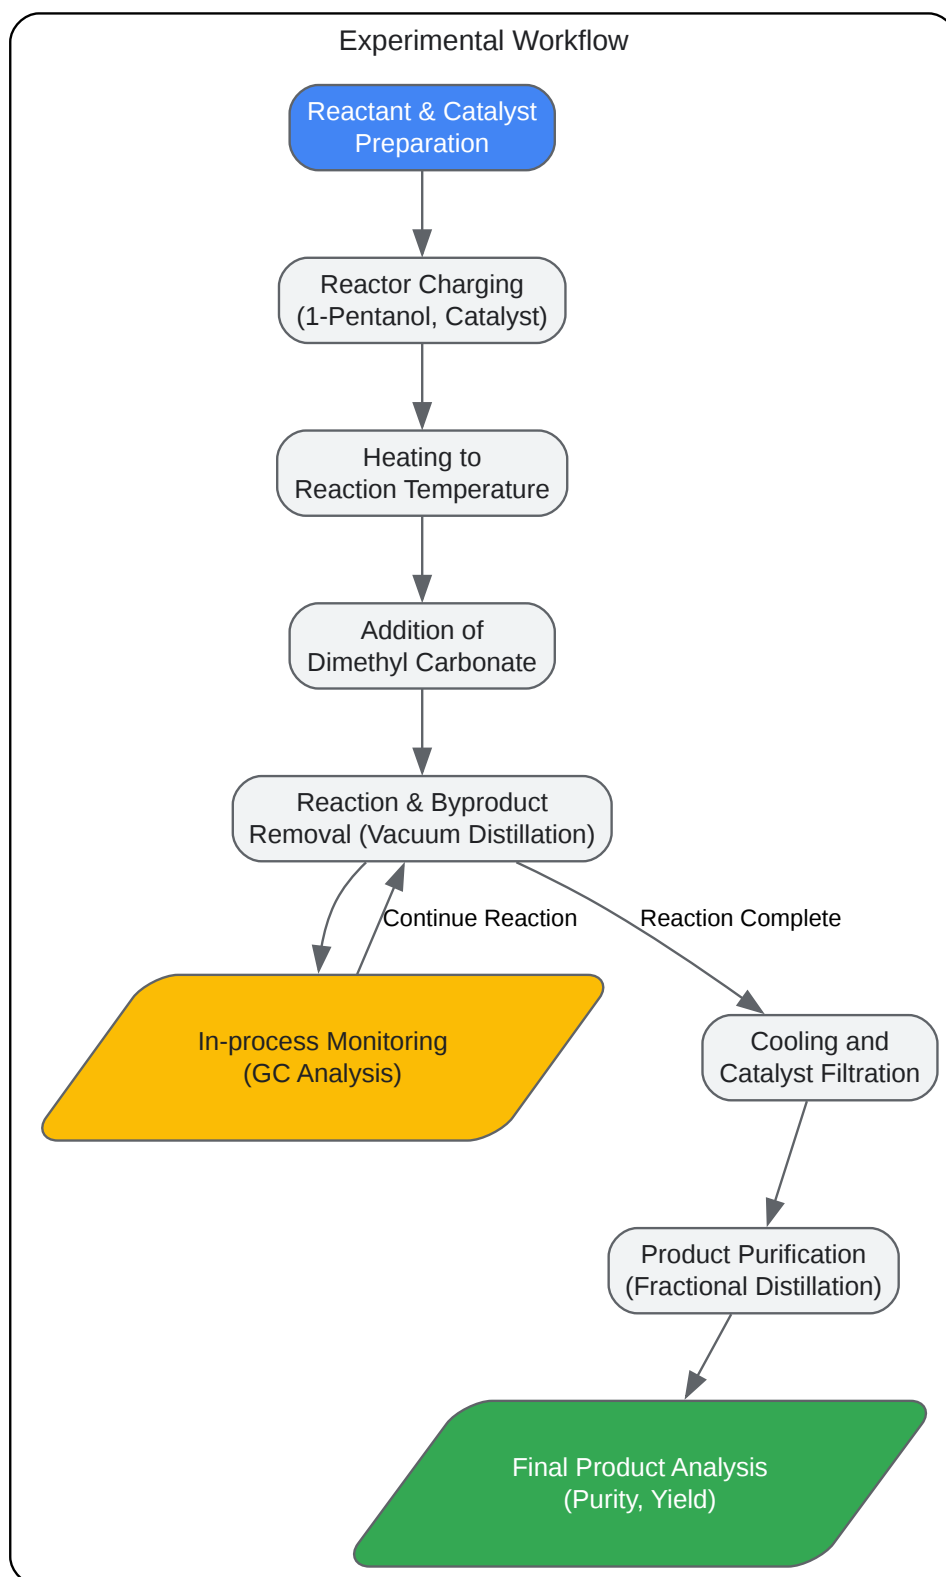 Experimental Workflow
Reactant & Catalyst
Preparation
Reactor Charging
(1-Pentanol, Catalyst)
Heating to
Reaction Temperature
Addition of
Dimethyl Carbonate
Reaction & Byproduct
Removal (Vacuum Distillation)
Continue Reaction
Reaction Complete
In-process Monitoring
(GC Analysis)
Cooling and
Catalyst Filtration
Product Purification
(Fractional Distillation)
Final Product Analysis
(Purity, Yield)